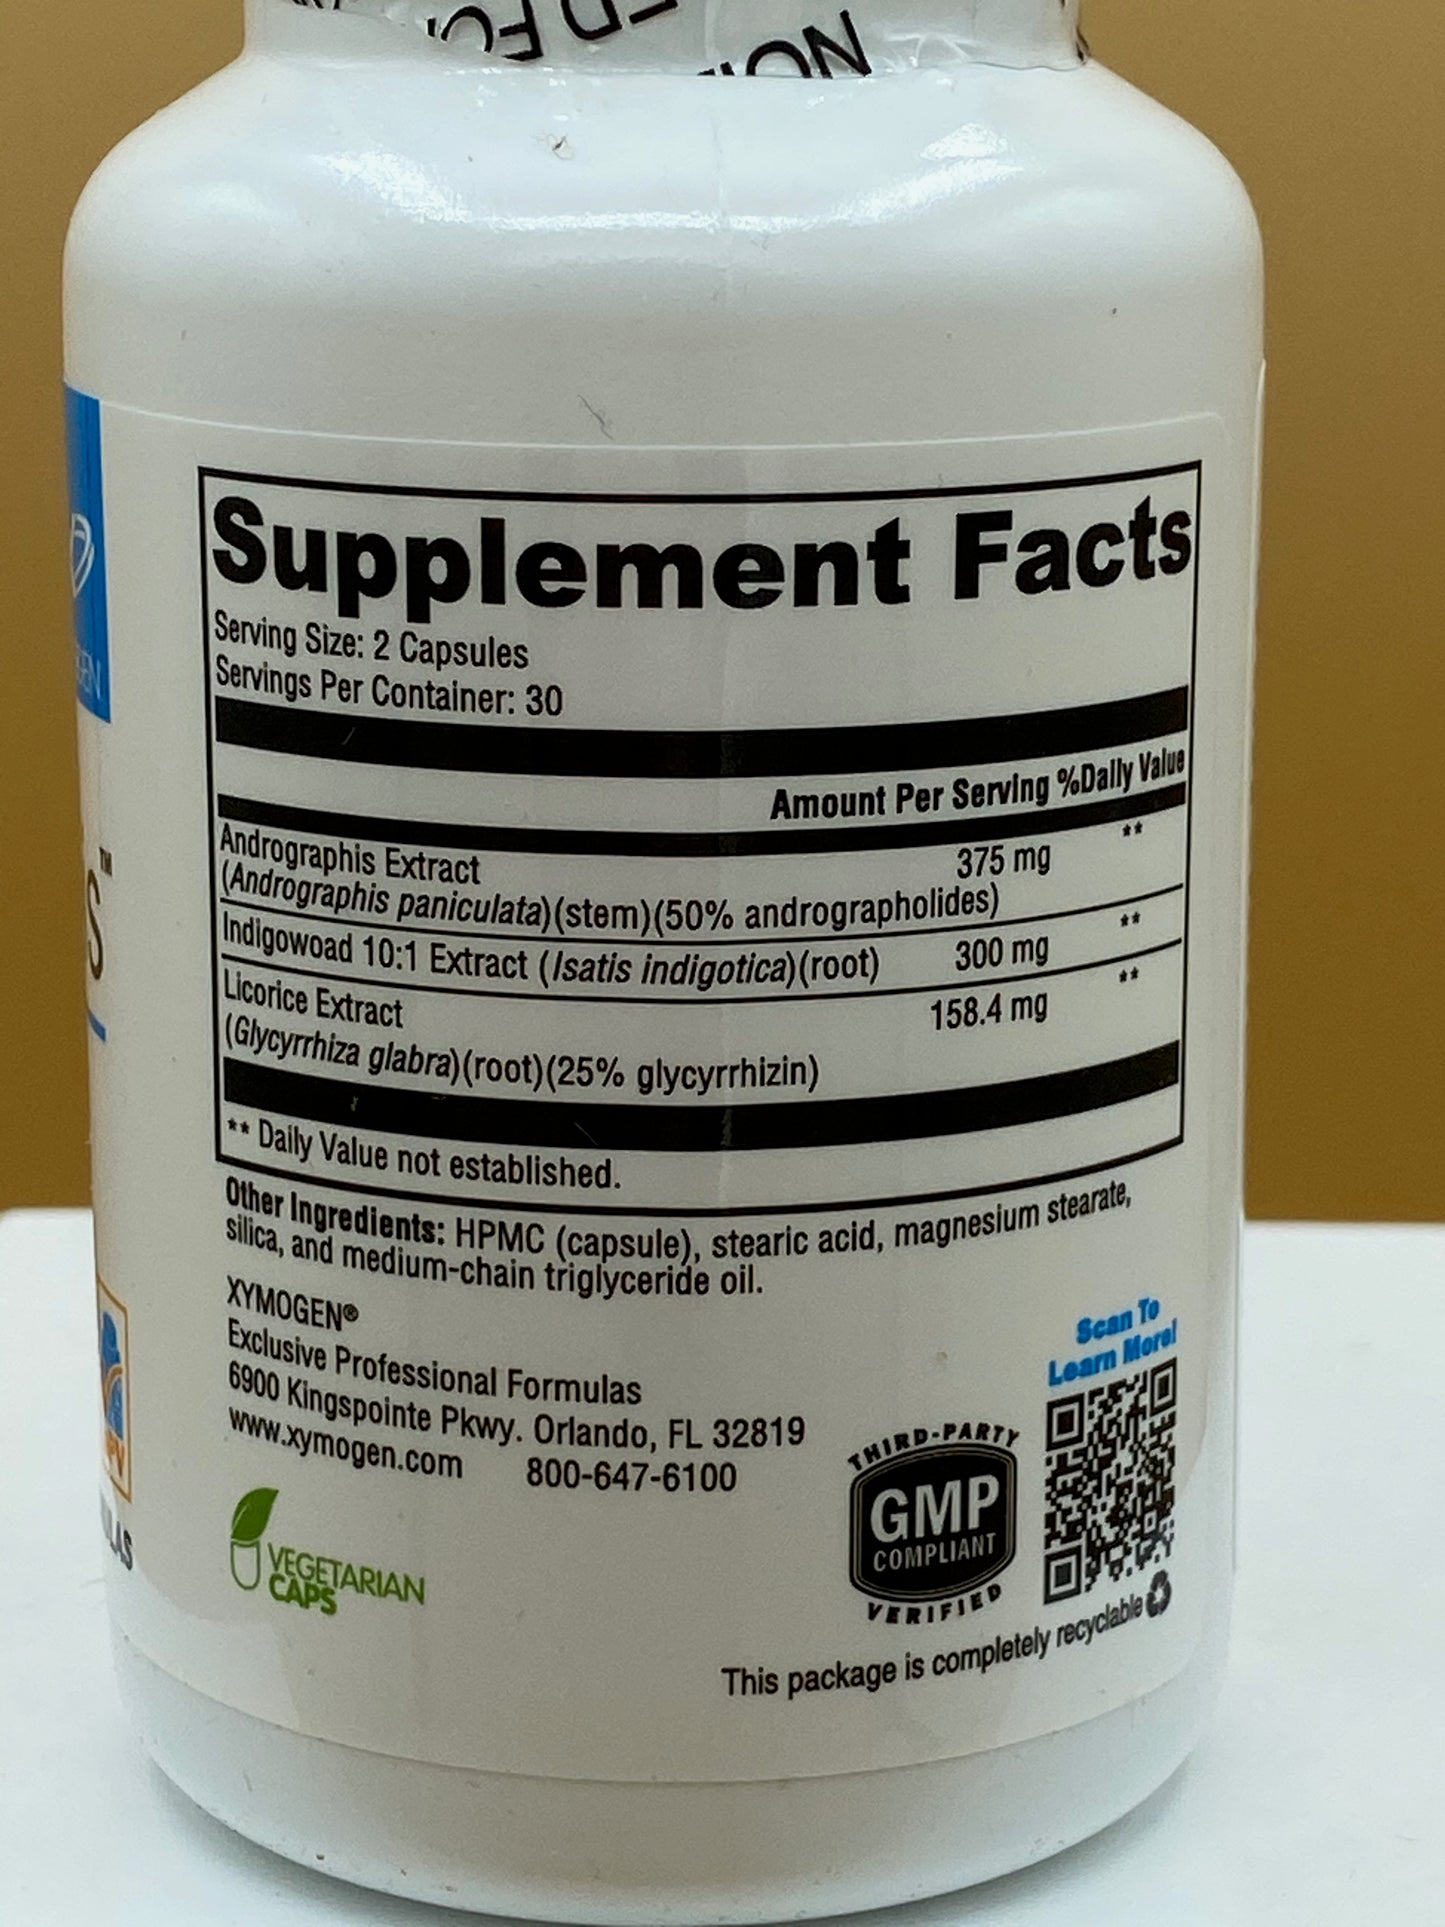 Supplement Facts
Serving Size: 2 Capsules
Servings Per Container: 30
Amount Per Serving %Daily Value
Andrographis Extract 375 mg **
(Andrographis paniculata)(stem)(50% andrographolides)
Indigowoad 10:1 Extract (Isatis indigotica)(root) 300 mg **
Licorice Extract 158.4 mg **
(Glycyrrhiza glabra)(root)(25% glycyrrhizin)
** Daily Value not established.
Other Ingredients: HPMC (capsule), stearic acid, magnesium stearate,
silica, and medium-chain triglyceride oil.
XYMOGEN®
Exclusive Professional Formulas
6900 Kingspointe Pkwy. Orlando, FL 32819
www.xymogen.com 800-647-6100
VEGETARIAN
CAPS
THIRD-PARTY
GMP
COMPLIANT
VERIFIED
Scan To
Learn More!
This package is completely recyclable